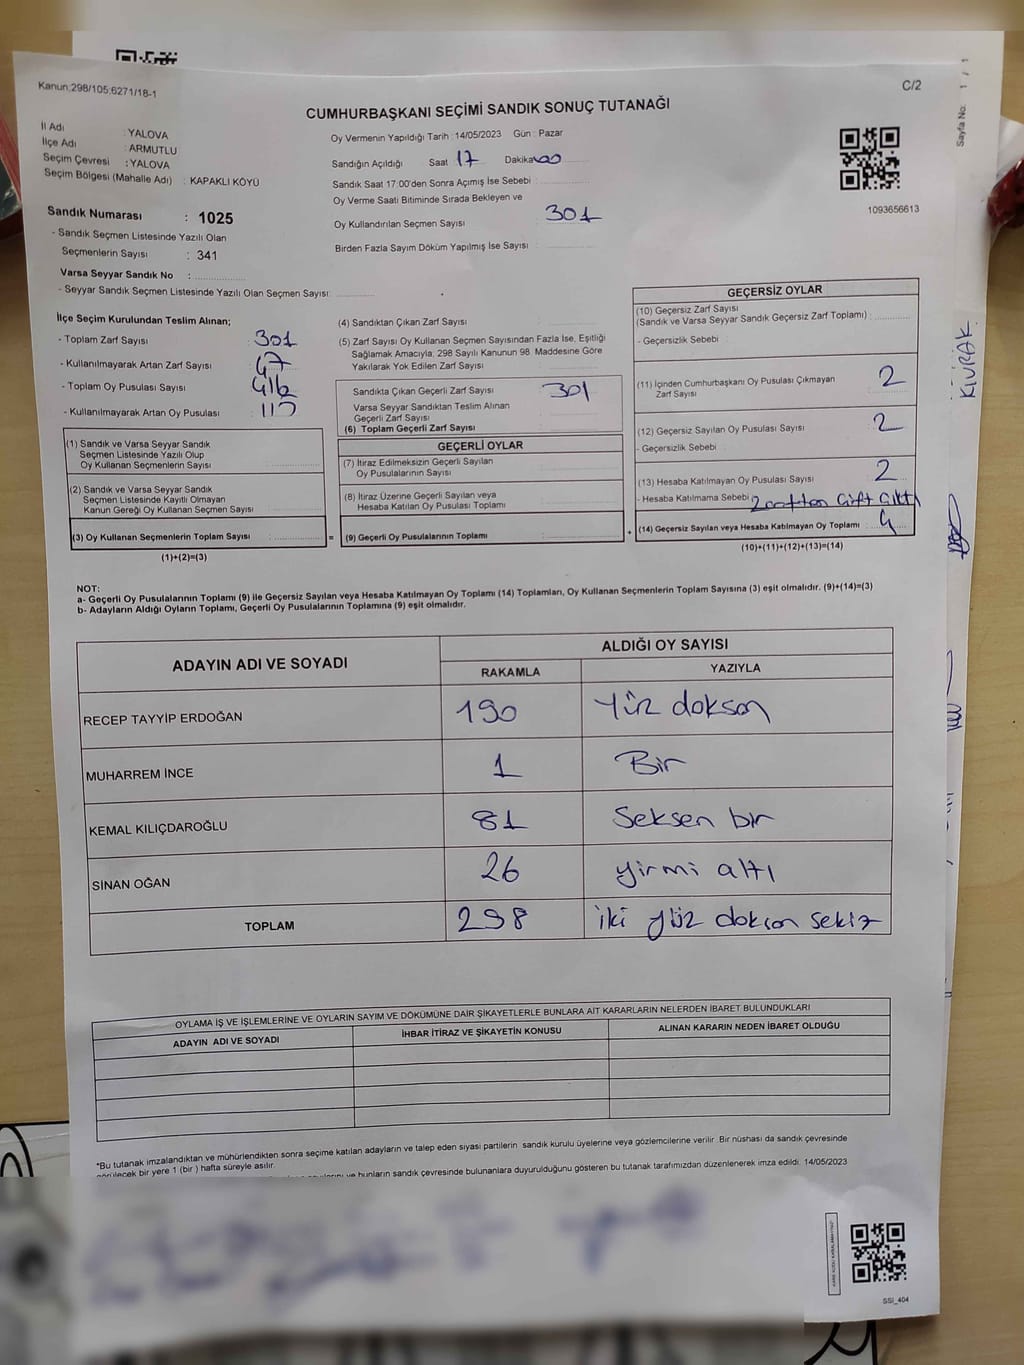 Kanun:298/105:6271/18-1
C/2
Sayfa No: 1 / 1
CUMHURBAŞKANI SEÇİMİ SANDIK SONUÇ TUTANAĞI
İl Adı : YALOVA
İlçe Adı : ARMUTLU
Seçim Çevresi : YALOVA
Seçim Bölgesi (Mahalle Adı) : KAPAKLI KÖYÜ
Sandık Numarası : 1025
- Sandık Seçmen Listesinde Yazılı Olan
Seçmenlerin Sayısı : 341
Varsa Seyyar Sandık No :
- Seyyar Sandık Seçmen Listesinde Yazılı Olan Seçmen Sayısı:
Oy Vermenin Yapıldığı Tarih : 14/05/2023 Gün : Pazar
Sandığın Açıldığı Saat 17 Dakika 00
Sandık Saat 17:00'den Sonra Açımış İse Sebebi :
Oy Verme Saati Bitiminde Sırada Bekleyen ve
Oy Kullandırılan Seçmen Sayısı : 301
Birden Fazla Sayım Döküm Yapılmış İse Sayısı :
1093656613
İlçe Seçim Kurulundan Teslim Alınan;
- Toplam Zarf Sayısı : 301
- Kullanılmayarak Artan Zarf Sayısı : 47
- Toplam Oy Pusulası Sayısı : 416
- Kullanılmayarak Artan Oy Pusulası :
(1) Sandık ve Varsa Seyyar Sandık
Seçmen Listesinde Yazılı Olup
Oy Kullanan Seçmenlerin Sayısı :
(2) Sandık ve Varsa Seyyar Sandık
Seçmen Listesinde Kayıtlı Olmayan
Kanun Gereği Oy Kullanan Seçmen Sayısı :
(3) Oy Kullanan Seçmenlerin Toplam Sayısı :
(1)+(2)=(3)
(4) Sandıktan Çıkan Zarf Sayısı :
(5) Zarf Sayısı Oy Kullanan Seçmen Sayısından Fazla İse, Eşitliği
Sağlamak Amacıyla, 298 Sayılı Kanunun 98. Maddesine Göre
Yakılarak Yok Edilen Zarf Sayısı :
Sandıkta Çıkan Geçerli Zarf Sayısı : 301
Varsa Seyyar Sandıktan Teslim Alınan
Geçerli Zarf Sayısı :
(6) Toplam Geçerli Zarf Sayısı :
GEÇERLİ OYLAR
(7) İtiraz Edilmeksizin Geçerli Sayılan
Oy Pusulalarının Sayısı :
(8) İtiraz Üzerine Geçerli Sayılan veya
Hesaba Katılan Oy Pusulası Toplamı :
= (9) Geçerli Oy Pusulalarının Toplamı : +
GEÇERSİZ OYLAR
(10) Geçersiz Zarf Sayısı
(Sandık ve Varsa Seyyar Sandık Geçersiz Zarf Toplamı) :
- Geçersizlik Sebebi :
(11) İçinden Cumhurbaşkanı Oy Pusulası Çıkmayan
Zarf Sayısı : 2
(12) Geçersiz Sayılan Oy Pusulası Sayısı : 2
- Geçersizlik Sebebi :
(13) Hesaba Katılmayan Oy Pusulası Sayısı : 2
- Hesaba Katılmama Sebebi : 2 çift çıktı
(14) Geçersiz Sayılan veya Hesaba Katılmayan Oy Toplamı : 4
(10)+(11)+(12)+(13)=(14)
KIVRAK
NOT:
a- Geçerli Oy Pusulalarının Toplamı (9) ile Geçersiz Sayılan veya Hesaba Katılmayan Oy Toplamı (14) Toplamları, Oy Kullanan Seçmenlerin Toplam Sayısına (3) eşit olmalıdır. (9)+(14)=(3)
b- Adayların Aldığı Oyların Toplamı, Geçerli Oy Pusulalarının Toplamına (9) eşit olmalıdır.
ADAYIN ADI VE SOYADI ALDIĞI OY SAYISI
RAKAMLA YAZIYLA
RECEP TAYYİP ERDOĞAN 190 Yüz doksan
MUHARREM İNCE 1 Bir
KEMAL KILIÇDAROĞLU 81 Seksen bir
SİNAN OĞAN 26 yirmi altı
TOPLAM 298 iki yüz doksan sekiz
OYLAMA İŞ VE İŞLEMLERİNE VE OYLARIN SAYIM VE DÖKÜMÜNE DAİR ŞİKAYETLERLE BUNLARA AİT KARARLARIN NELERDEN İBARET BULUNDUKLARI
ADAYIN ADI VE SOYADI İHBAR İTİRAZ VE ŞİKAYETİN KONUSU ALINAN KARARIN NEDEN İBARET OLDUĞU
*Bu tutanak imzalandıktan ve mühürlendikten sonra seçime katılan adayların ve talep eden siyasi partilerin sandık kurulu üyelerine veya gözlemcilerine verilir. Bir nüshası da sandık çevresinde
görülecek bir yere 1 (bir ) hafta süreyle asılır.
ve bunların sandık çevresinde bulunanlara duyurulduğunu gösteren bu tutanak tarafımızdan düzenlenerek imza edildi. 14/05/2023
SSİ_404